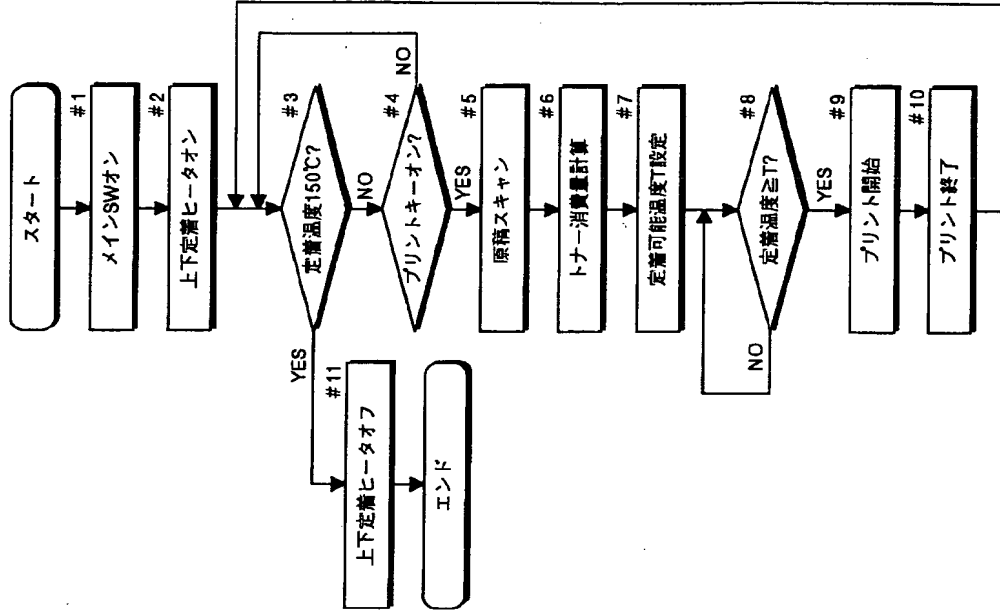 スタート
#1
メインSWオン
#2
上下定着ヒータオン
#3
定着温度150℃?
YES
NO
#4
プリントキーオン?
NO
YES
#5
原稿スキャン
#6
トナー消費量計算
#7
定着可能温度T設定
#8
定着温度≧T?
NO
YES
#9
プリント開始
#10
プリント終了
#11
上下定着ヒータオフ
エンド